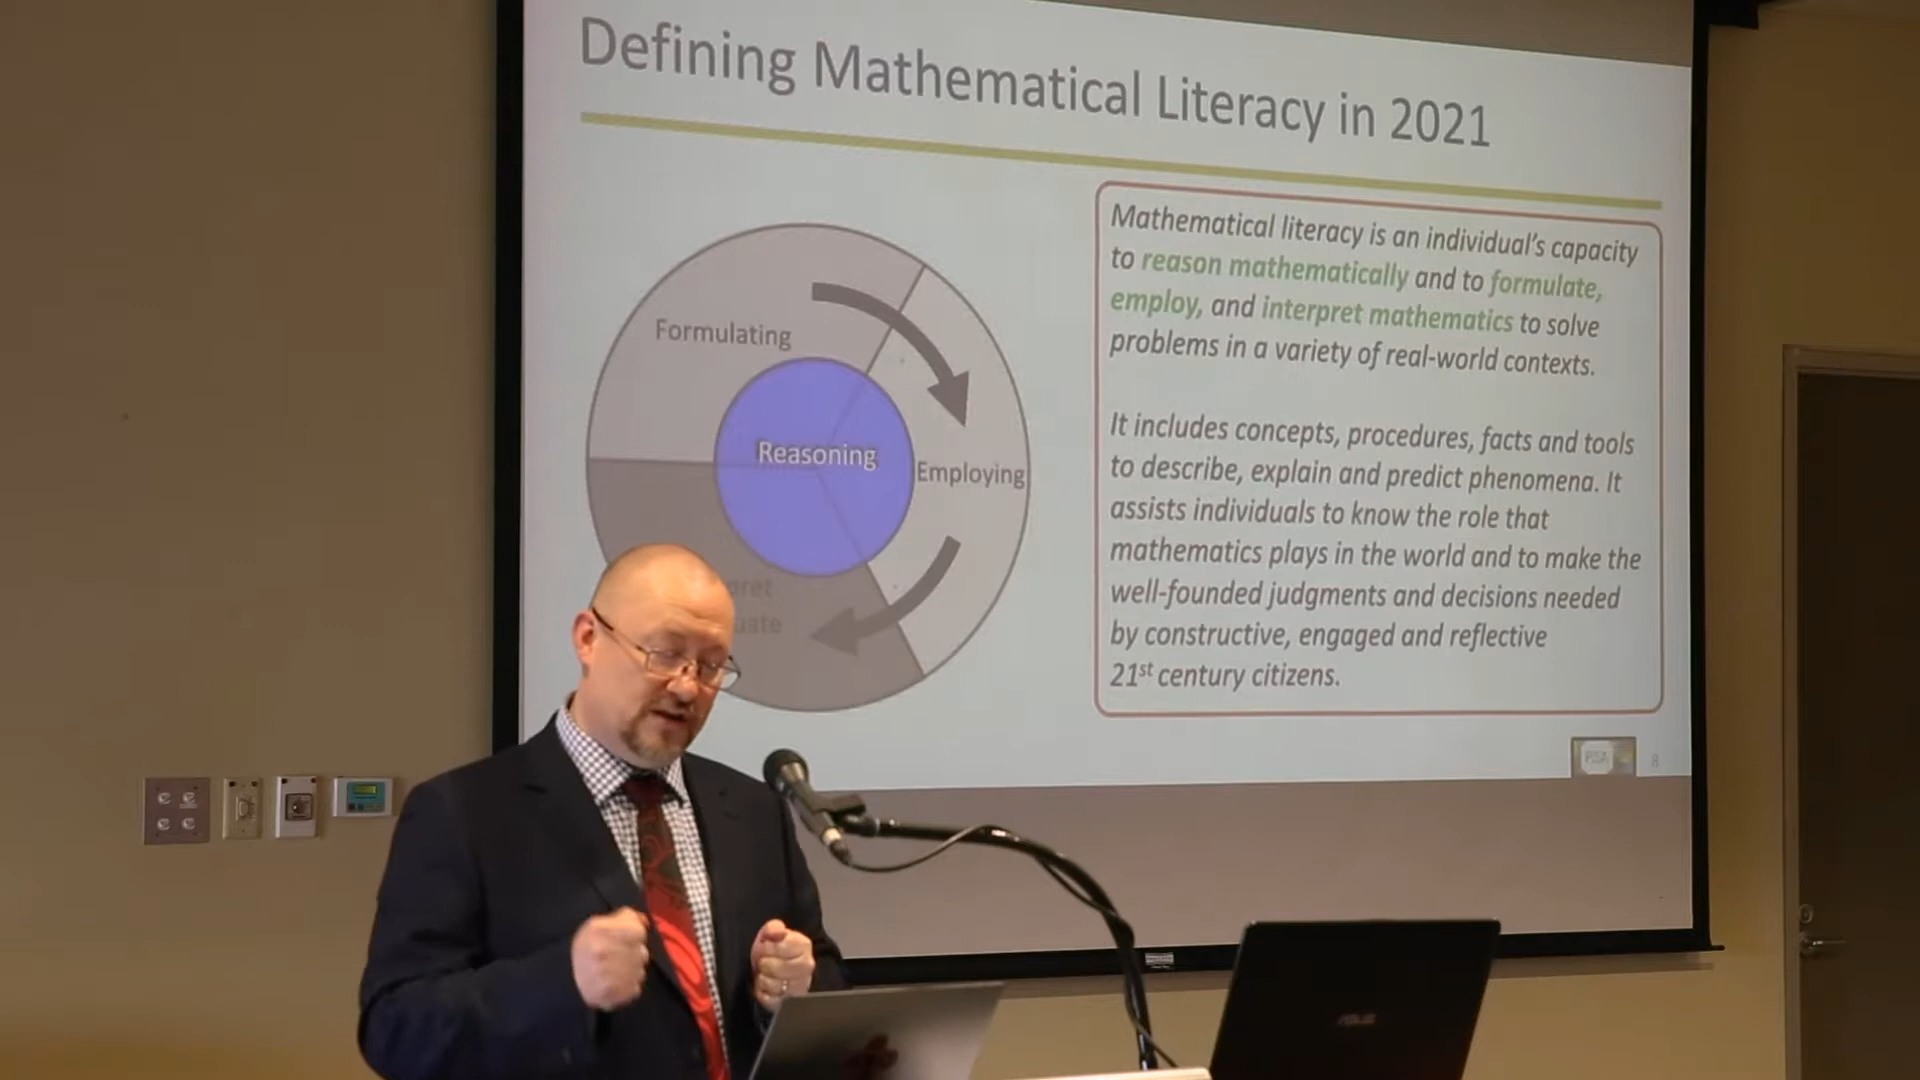 Defining Mathematical Literacy in 2021
Formulating
Reasoning
Employing
Mathematical literacy is an individual's capacity
to reason mathematically and to formulate,
employ, and interpret mathematics to solve
problems in a variety of real-world contexts.
It includes concepts, procedures, facts and tools
to describe, explain and predict phenomena. It
assists individuals to know the role that
mathematics plays in the world and to make the
well-founded judgments and decisions needed
by constructive, engaged and reflective
21st century citizens.
PISA
8
ASUS